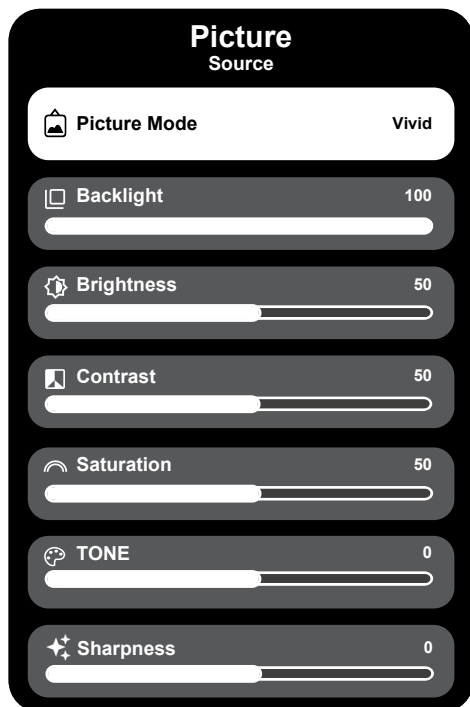 Picture
Source
Picture Mode Vivid
Backlight 100
Brightness 50
Contrast 50
Saturation 50
TONE 0
Sharpness 0